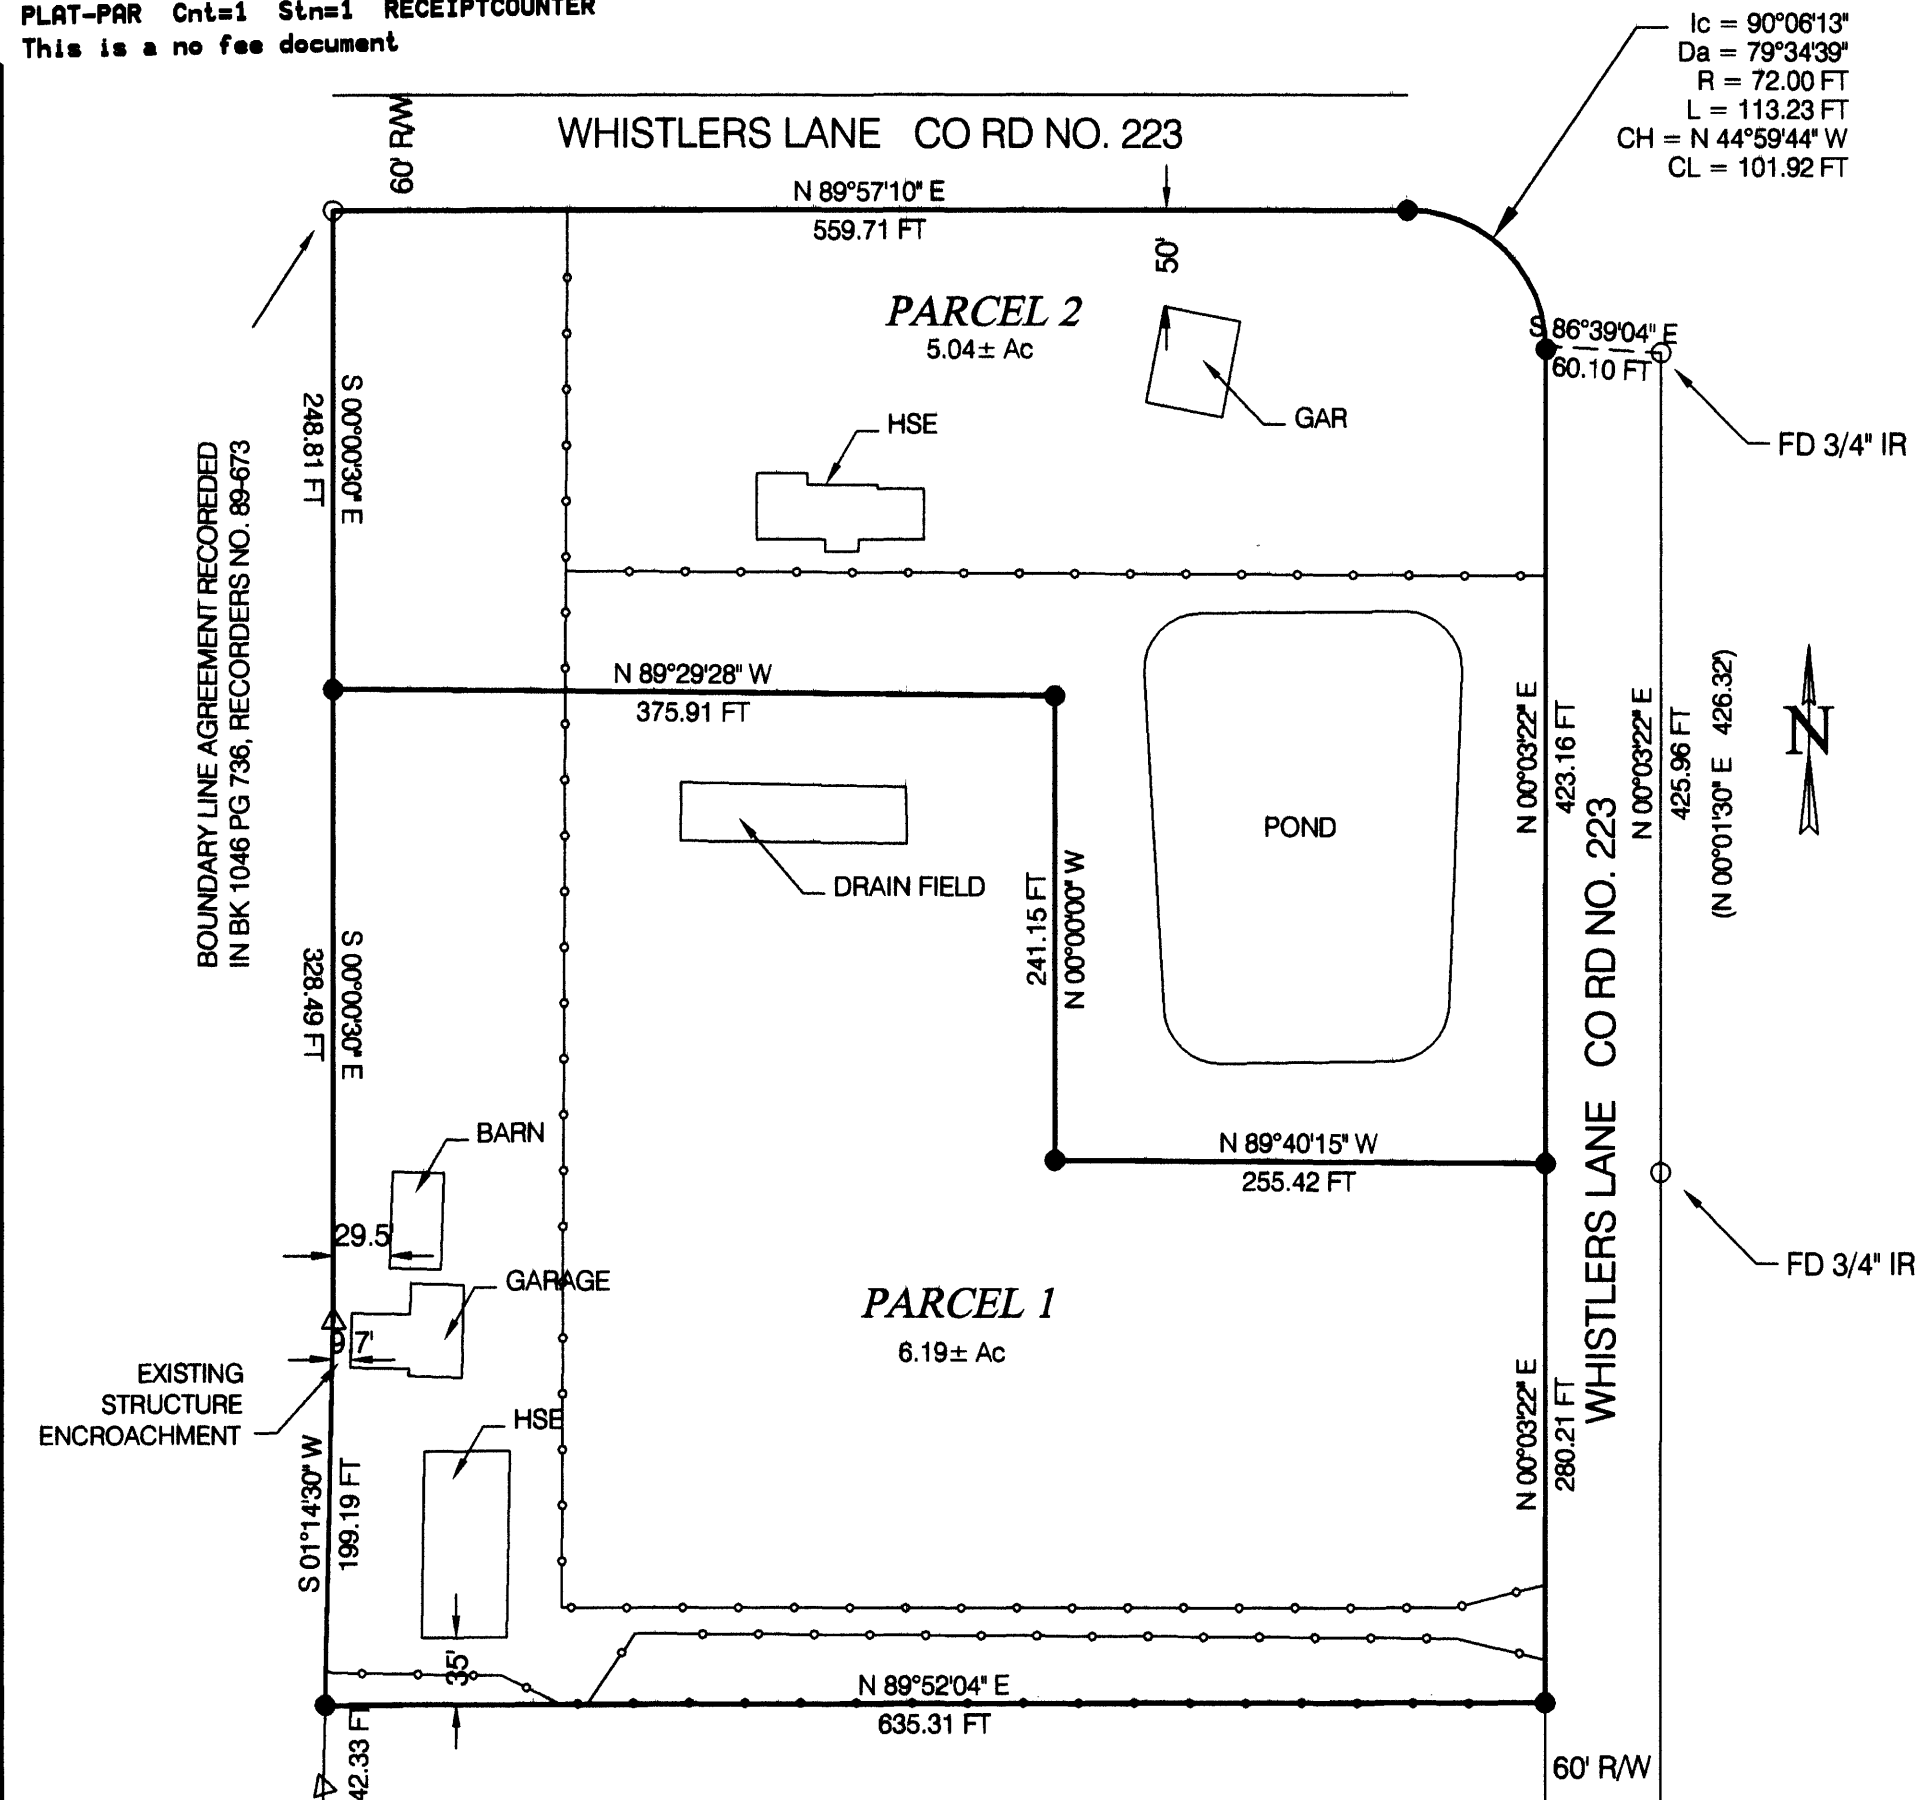 PLAT-PAR Cnt=1 Stn=1 RECEIPTCOUNTER
This is a no fee document
Ic = 90°06'13"
Da = 79°34'39"
R = 72.00 FT
L = 113.23 FT
CH = N 44°59'44" W
CL = 101.92 FT
60' R/W
WHISTLERS LANE CO RD NO. 223
N 89°57'10" E
559.71 FT
50'
PARCEL 2
5.04± Ac
S 86°39'04" E
60.10 FT
GAR
HSE
FD 3/4" IR
S 00°00'30" E
248.81 FT
BOUNDARY LINE AGREEMENT RECOREDED
IN BK 1046 PG 736, RECORDERS NO. 89-673
N 89°29'28" W
375.91 FT
N 00°03'22" E
423.16 FT
N 00°03'22" E
425.96 FT
(N 00°01'30" E 426.32')
N
POND
DRAIN FIELD
241.15 FT
N 00°00'00" W
S 00°00'30" E
328.49 FT
WHISTLERS LANE CO RD NO. 223
BARN
N 89°40'15" W
255.42 FT
29.5'
FD 3/4" IR
GARAGE
PARCEL 1
6.19± Ac
9.7'
EXISTING
STRUCTURE
ENCROACHMENT
HSE
N 00°03'22" E
280.21 FT
S 01°14'30" W
199.19 FT
35'
N 89°52'04" E
635.31 FT
42.33 FT
60' R/W